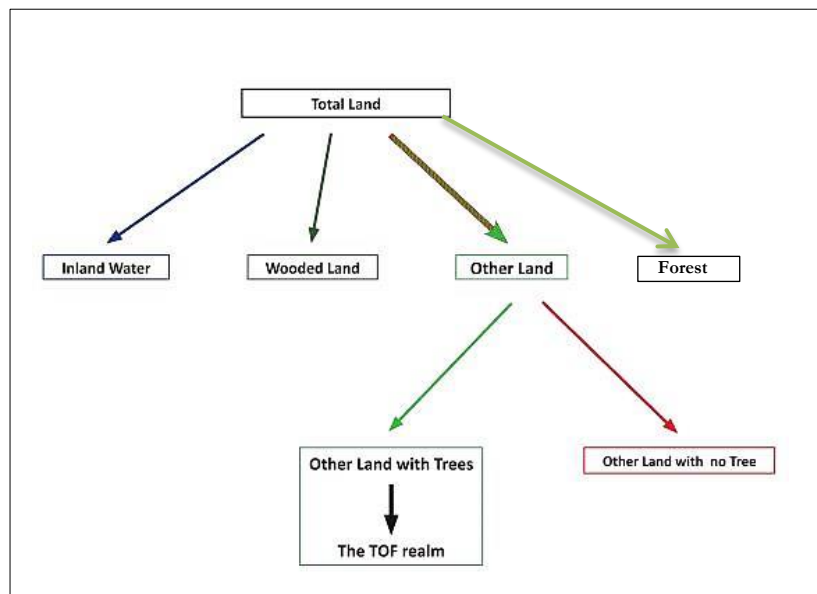 Total Land
Inland Water
Wooded Land
Other Land
Forest
Other Land with Trees
Other Land with no Tree
The TOF realm